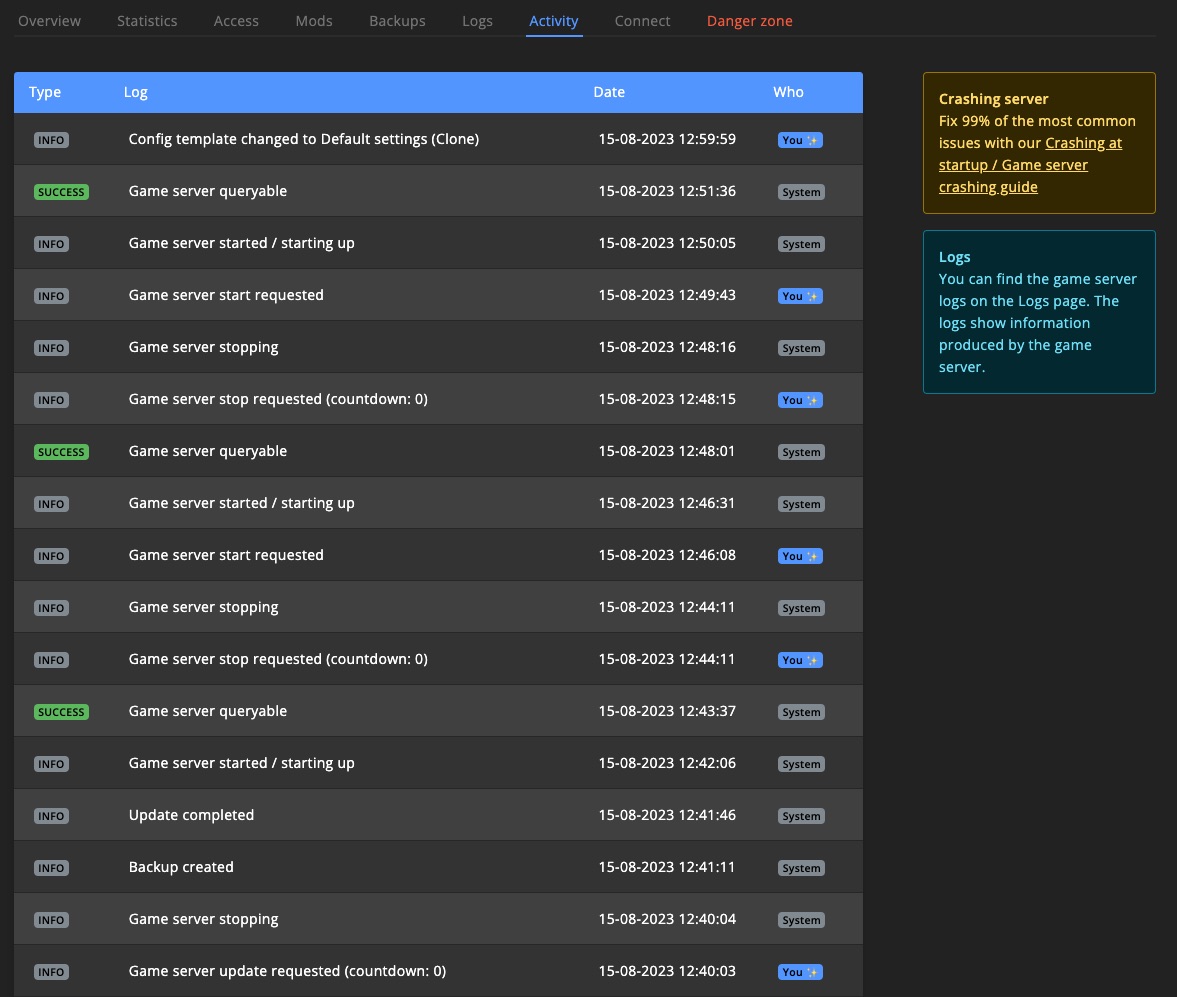 Overview Statistics Access Mods Backups Logs Activity Connect Danger zone
Type Log Date Who
INFO Config template changed to Default settings (Clone) 15-08-2023 12:59:59 You ✨
SUCCESS Game server queryable 15-08-2023 12:51:36 System
INFO Game server started / starting up 15-08-2023 12:50:05 System
INFO Game server start requested 15-08-2023 12:49:43 You ✨
INFO Game server stopping 15-08-2023 12:48:16 System
INFO Game server stop requested (countdown: 0) 15-08-2023 12:48:15 You ✨
SUCCESS Game server queryable 15-08-2023 12:48:01 System
INFO Game server started / starting up 15-08-2023 12:46:31 System
INFO Game server start requested 15-08-2023 12:46:08 You ✨
INFO Game server stopping 15-08-2023 12:44:11 System
INFO Game server stop requested (countdown: 0) 15-08-2023 12:44:11 You ✨
SUCCESS Game server queryable 15-08-2023 12:43:37 System
INFO Game server started / starting up 15-08-2023 12:42:06 System
INFO Update completed 15-08-2023 12:41:46 System
INFO Backup created 15-08-2023 12:41:11 System
INFO Game server stopping 15-08-2023 12:40:04 System
INFO Game server update requested (countdown: 0) 15-08-2023 12:40:03 You ✨
Crashing server
Fix 99% of the most common
issues with our Crashing at
startup / Game server
crashing guide
Logs
You can find the game server
logs on the Logs page. The
logs show information
produced by the game
server.